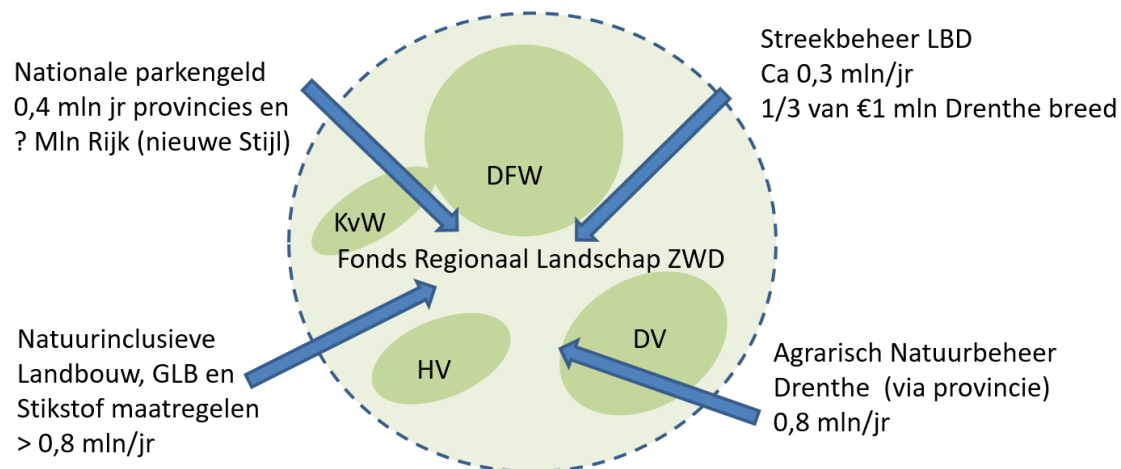 Nationale parkengeld
0,4 mln jr provincies en
? Mln Rijk (nieuwe Stijl)
Streekbeheer LBD
Ca 0,3 mln/jr
1/3 van €1 mln Drenthe breed
DFW
KvW
Fonds Regionaal Landschap ZWD
DV
HV
Natuurinclusieve
Landbouw, GLB en
Stikstof maatregelen
> 0,8 mln/jr
Agrarisch Natuurbeheer
Drenthe (via provincie)
0,8 mln/jr